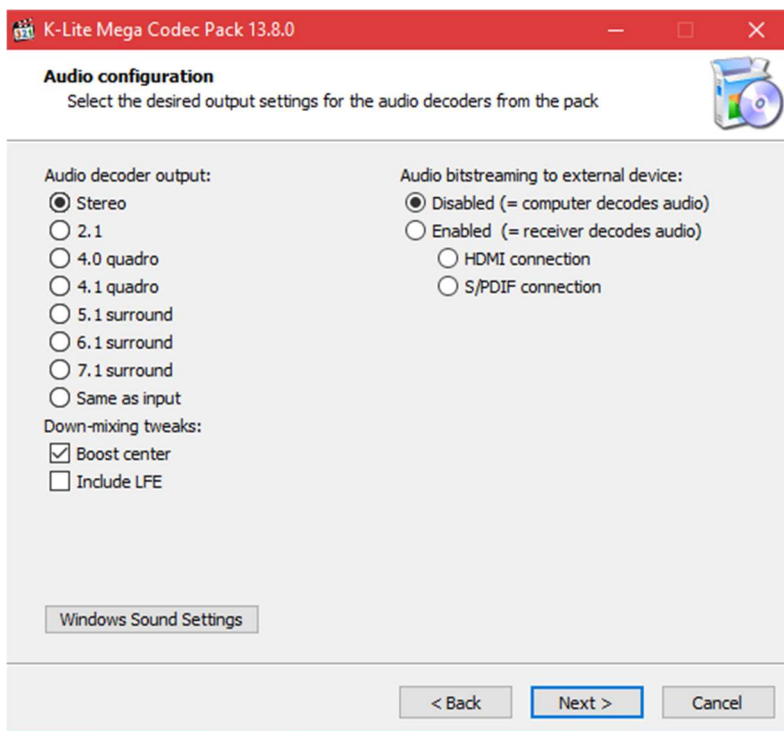 K-Lite Mega Codec Pack 13.8.0
Audio configuration
Select the desired output settings for the audio decoders from the pack
Audio decoder output:
Stereo
2.1
4.0 quadro
4.1 quadro
5.1 surround
6.1 surround
7.1 surround
Same as input
Down-mixing tweaks:
Boost center
Include LFE
Audio bitstreaming to external device:
Disabled (= computer decodes audio)
Enabled (= receiver decodes audio)
HDMI connection
S/PDIF connection
Windows Sound Settings
< Back
Next >
Cancel